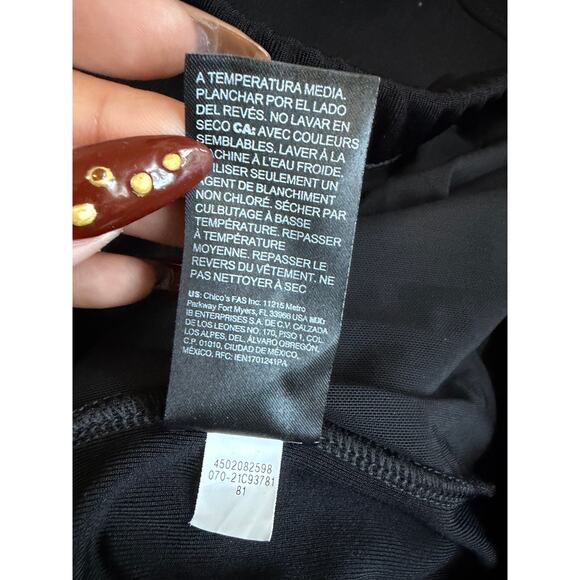 A TEMPERATURA MEDIA.
PLANCHAR POR EL LADO
DEL REVÉS. NO LAVAR EN
SECO CA: AVEC COULEURS
SEMBLABLES. LAVER À LA
MACHINE À L'EAU FROIDE.
UTILISER SEULEMENT UN
AGENT DE BLANCHIMENT
NON CHLORÉ. SÉCHER PAR
CULBUTAGE À BASSE
TEMPÉRATURE. REPASSER
À TEMPÉRATURE
MOYENNE. REPASSER LE
REVERS DU VÊTEMENT. NE
PAS NETTOYER À SEC
US: Chico's FAS Inc. 11215 Metro
Parkway Fort Myers, FL 33966 USA MX:
IB ENTERPRISES S.A. DE C.V. CALZADA
DE LOS LEONES NO. 170, PISO 1, COL.
LOS ALPES, DEL. ÁLVARO OBREGÓN,
C.P. 01010, CIUDAD DE MÉXICO,
MÉXICO, RFC: IEN1701241PA
4502082598
070-21C93781
81